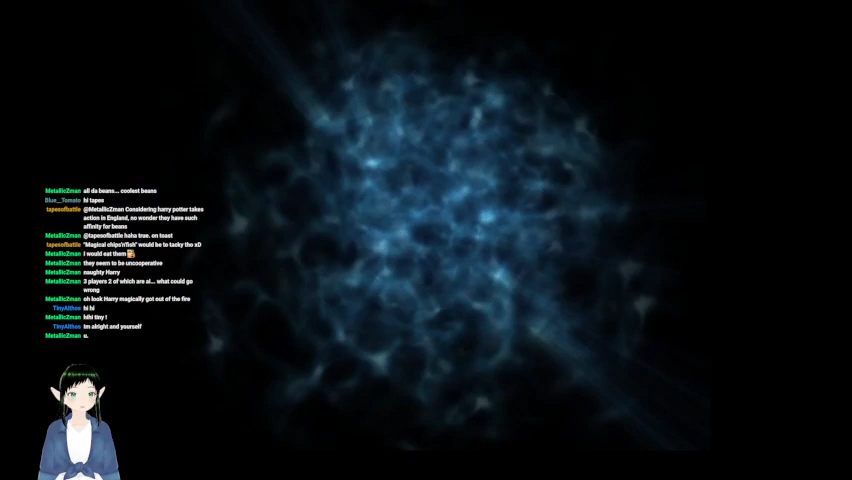 MetallicZman all da beans... coolest beans
Blue__Tomato hi tapes
tapesofbattle @MetallicZman Considering harry potter takes
action in England, no wonder they have such
affinity for beans
MetallicZman @tapesofbattle haha true. on toast
tapesofbattle "Magical chips'n'fish' would be to tacky tho xD
MetallicZman I would eat them
MetallicZman they seem to be uncooperative
MetallicZman naughty Harry
MetallicZman 3 players 2 of which are ai... what could go
wrong
MetallicZman oh look Harry magically got out of the fire
TinyAlthos hi hi
MetallicZman hihi tiny !
TinyAlthos Im alright and yourself
MetallicZman u.